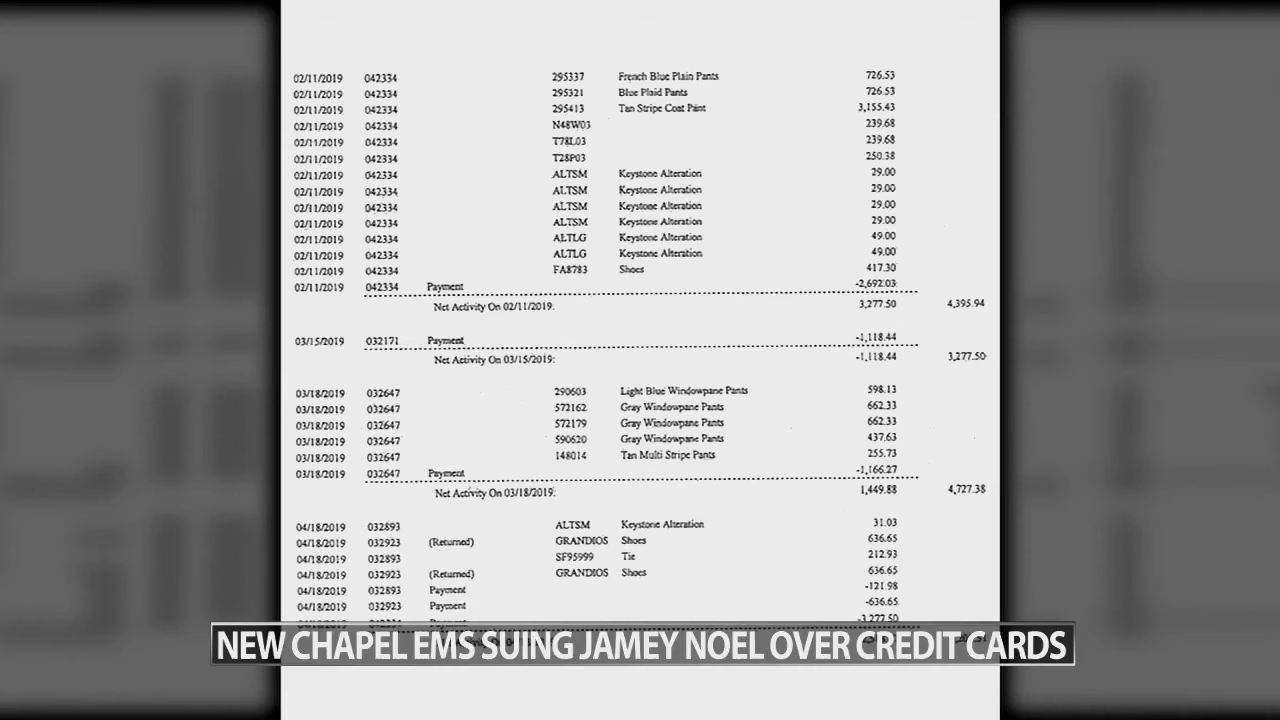 02/11/2019 042334 295337 French Blue Plain Pants 726.53
02/11/2019 042334 295321 Blue Plaid Pants 726.53
02/11/2019 042334 295413 Tan Stripe Coat Paint 3,155.43
02/11/2019 042334 N48W03 239.68
02/11/2019 042334 T78L03 239.68
02/11/2019 042334 T28P03 250.38
02/11/2019 042334 ALTSM Keystone Alteration 29.00
02/11/2019 042334 ALTSM Keystone Alteration 29.00
02/11/2019 042334 ALTSM Keystone Alteration 29.00
02/11/2019 042334 ALTSM Keystone Alteration 29.00
02/11/2019 042334 ALTLG Keystone Alteration 49.00
02/11/2019 042334 ALTLG Keystone Alteration 49.00
02/11/2019 042334 FA8783 Shoes 417.30
02/11/2019 042334 Payment -2,692.03
Net Activity On 02/11/2019: 3,277.50 4,395.94
03/15/2019 032171 Payment -1,118.44
Net Activity On 03/15/2019: -1,118.44 3,277.50
03/18/2019 032647 290603 Light Blue Windowpane Pants 598.13
03/18/2019 032647 572162 Gray Windowpane Pants 662.33
03/18/2019 032647 572179 Gray Windowpane Pants 662.33
03/18/2019 032647 590620 Gray Windowpane Pants 437.63
03/18/2019 032647 148014 Tan Multi Stripe Pants 255.73
03/18/2019 032647 Payment -1,166.27
Net Activity On 03/18/2019: 1,449.88 4,727.38
04/18/2019 032893 ALTSM Keystone Alteration 31.03
04/18/2019 032923 (Returned) GRANDIOS Shoes 636.65
04/18/2019 032893 SF95999 Tie 212.93
04/18/2019 032923 (Returned) GRANDIOS Shoes 636.65
04/18/2019 032893 Payment -121.98
04/18/2019 032923 Payment -636.65
Payment -3,277.50
NEW CHAPEL EMS SUING JAMEY NOEL OVER CREDIT CARDS